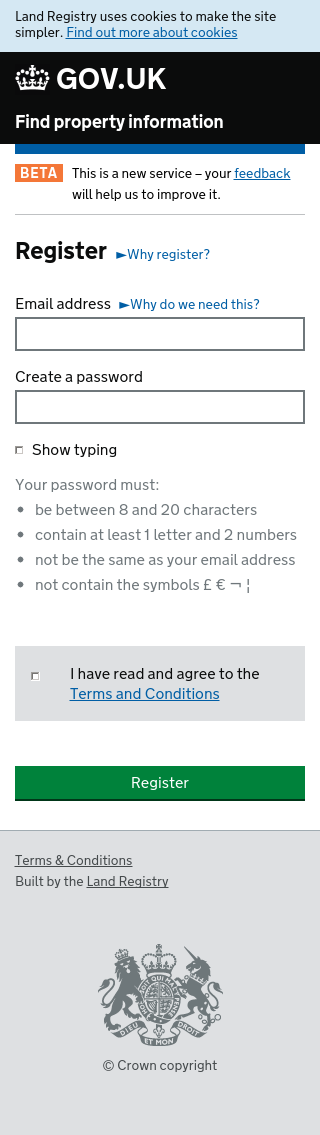 Land Registry uses cookies to make the site
simpler. Find out more about cookies
GOV.UK
Find property information
BETA This is a new service – your feedback
will help us to improve it.
Register ►Why register?
Email address ►Why do we need this?
Create a password
Show typing
Your password must:
• be between 8 and 20 characters
• contain at least 1 letter and 2 numbers
• not be the same as your email address
• not contain the symbols £ € ¬ ¦
I have read and agree to the
Terms and Conditions
Register
Terms & Conditions
Built by the Land Registry
DIEU ET MON DROIT
© Crown copyright